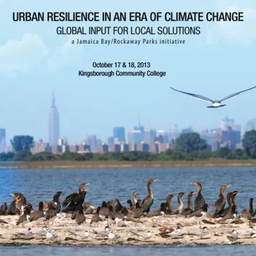 URBAN RESILIENCE IN AN ERA OF CLIMATE CHANGE
GLOBAL INPUT FOR LOCAL SOLUTIONS
a Jamaica Bay/Rockaway Parks initiative
October 17 & 18, 2013
Kingsborough Community College